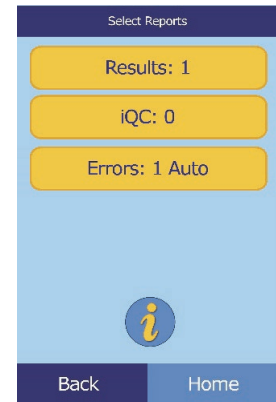 Select Reports
Results: 1
iQC: 0
Errors: 1 Auto
i
Back Home